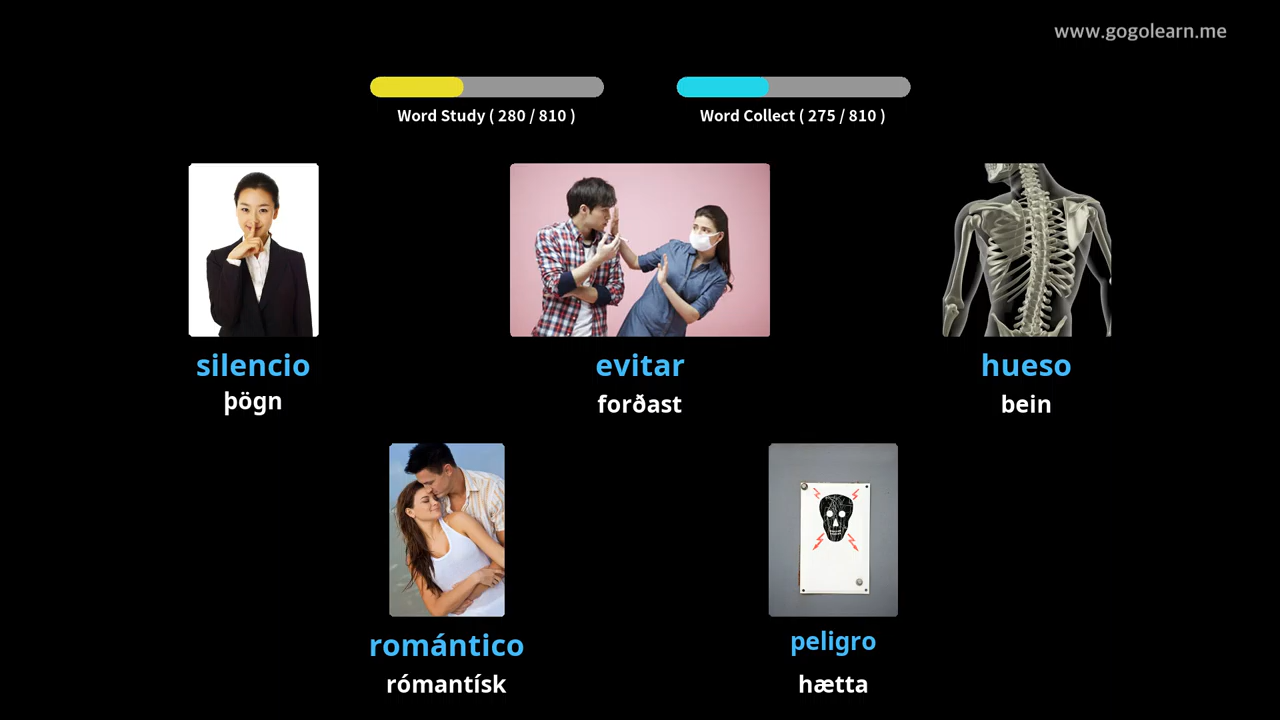 www.gogolearn.me
Word Study ( 280 / 810 )
Word Collect ( 275 / 810 )
silencio
þögn
evitar
forðast
hueso
bein
romántico
rómantísk
peligro
hætta